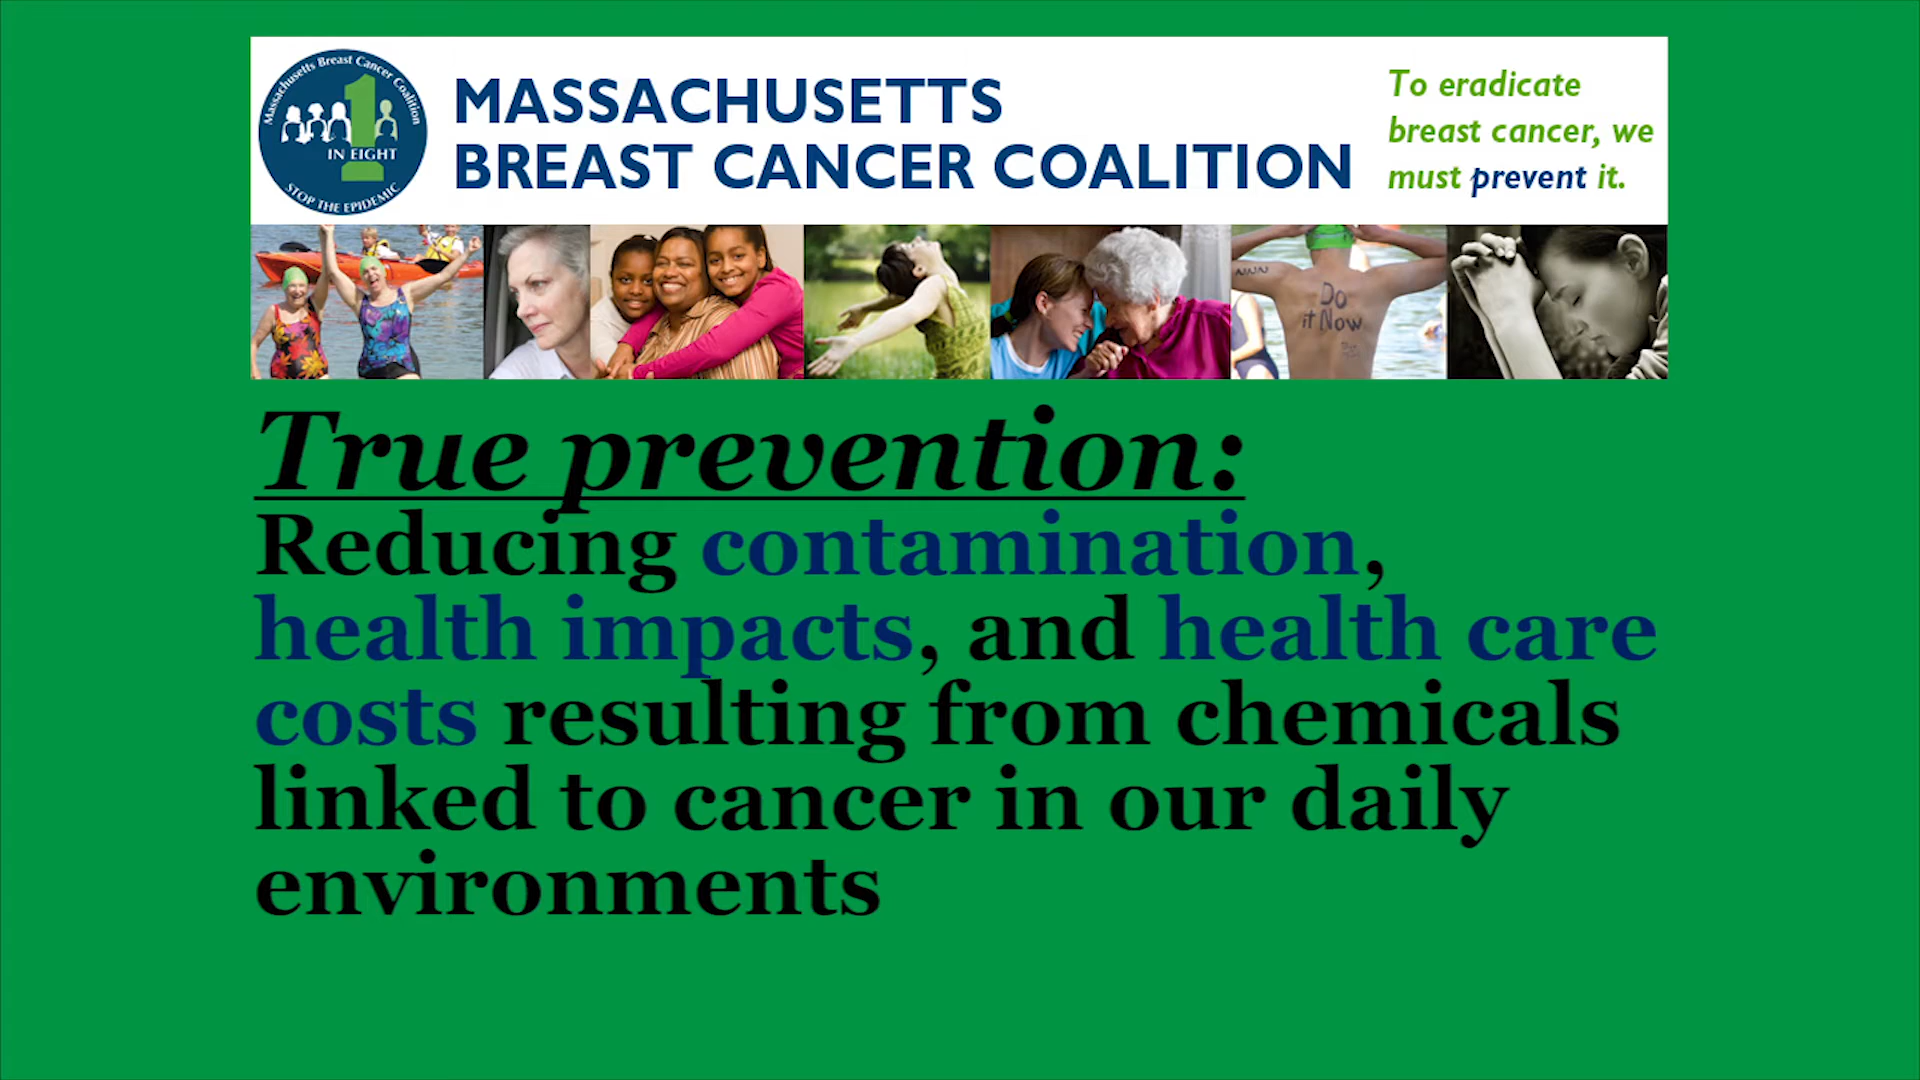 Massachusetts Breast Cancer Coalition
1
IN EIGHT
STOP THE EPIDEMIC
MASSACHUSETTS
BREAST CANCER COALITION
To eradicate
breast cancer, we
must prevent it.
NNN
Do
it Now
True prevention:
Reducing contamination,
health impacts, and health care
costs resulting from chemicals
linked to cancer in our daily
environments